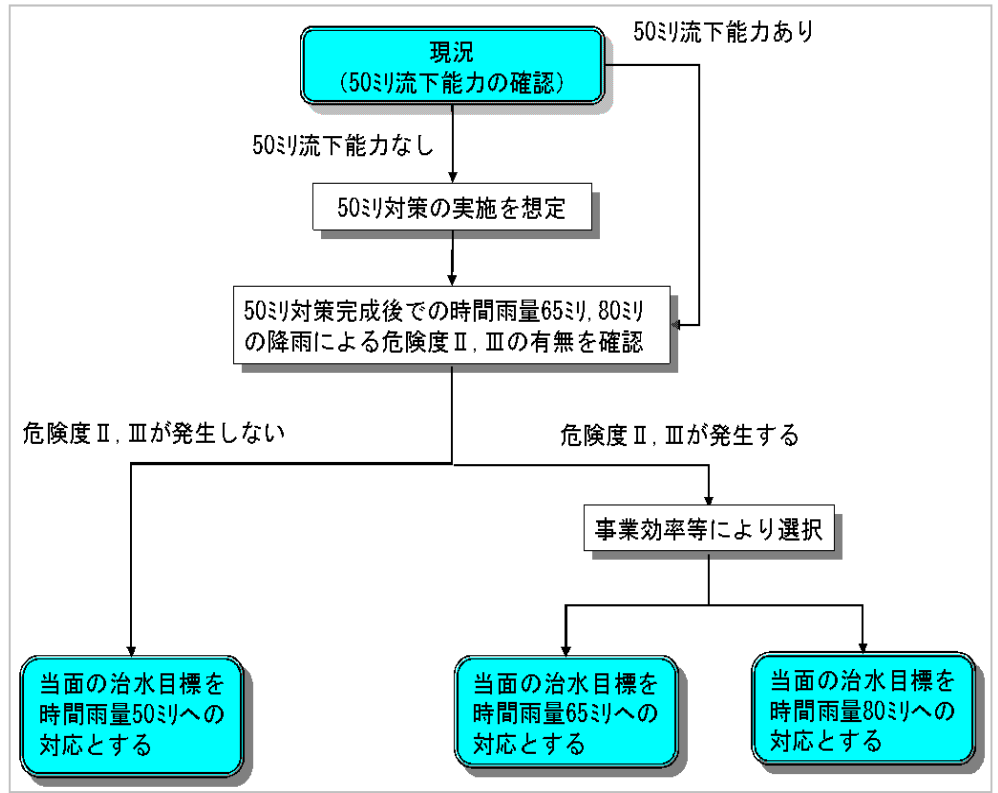 50ﾐﾘ流下能力あり
現況
（50ﾐﾘ流下能力の確認）
50ﾐﾘ流下能力なし
50ﾐﾘ対策の実施を想定
50ﾐﾘ対策完成後での時間雨量65ﾐﾘ,80ﾐﾘ
の降雨による危険度Ⅱ,Ⅲの有無を確認
危険度Ⅱ,Ⅲが発生しない
危険度Ⅱ,Ⅲが発生する
事業効率等により選択
当面の治水目標を
時間雨量50ﾐﾘへの
対応とする
当面の治水目標を
時間雨量65ﾐﾘへの
対応とする
当面の治水目標を
時間雨量80ﾐﾘへの
対応とする